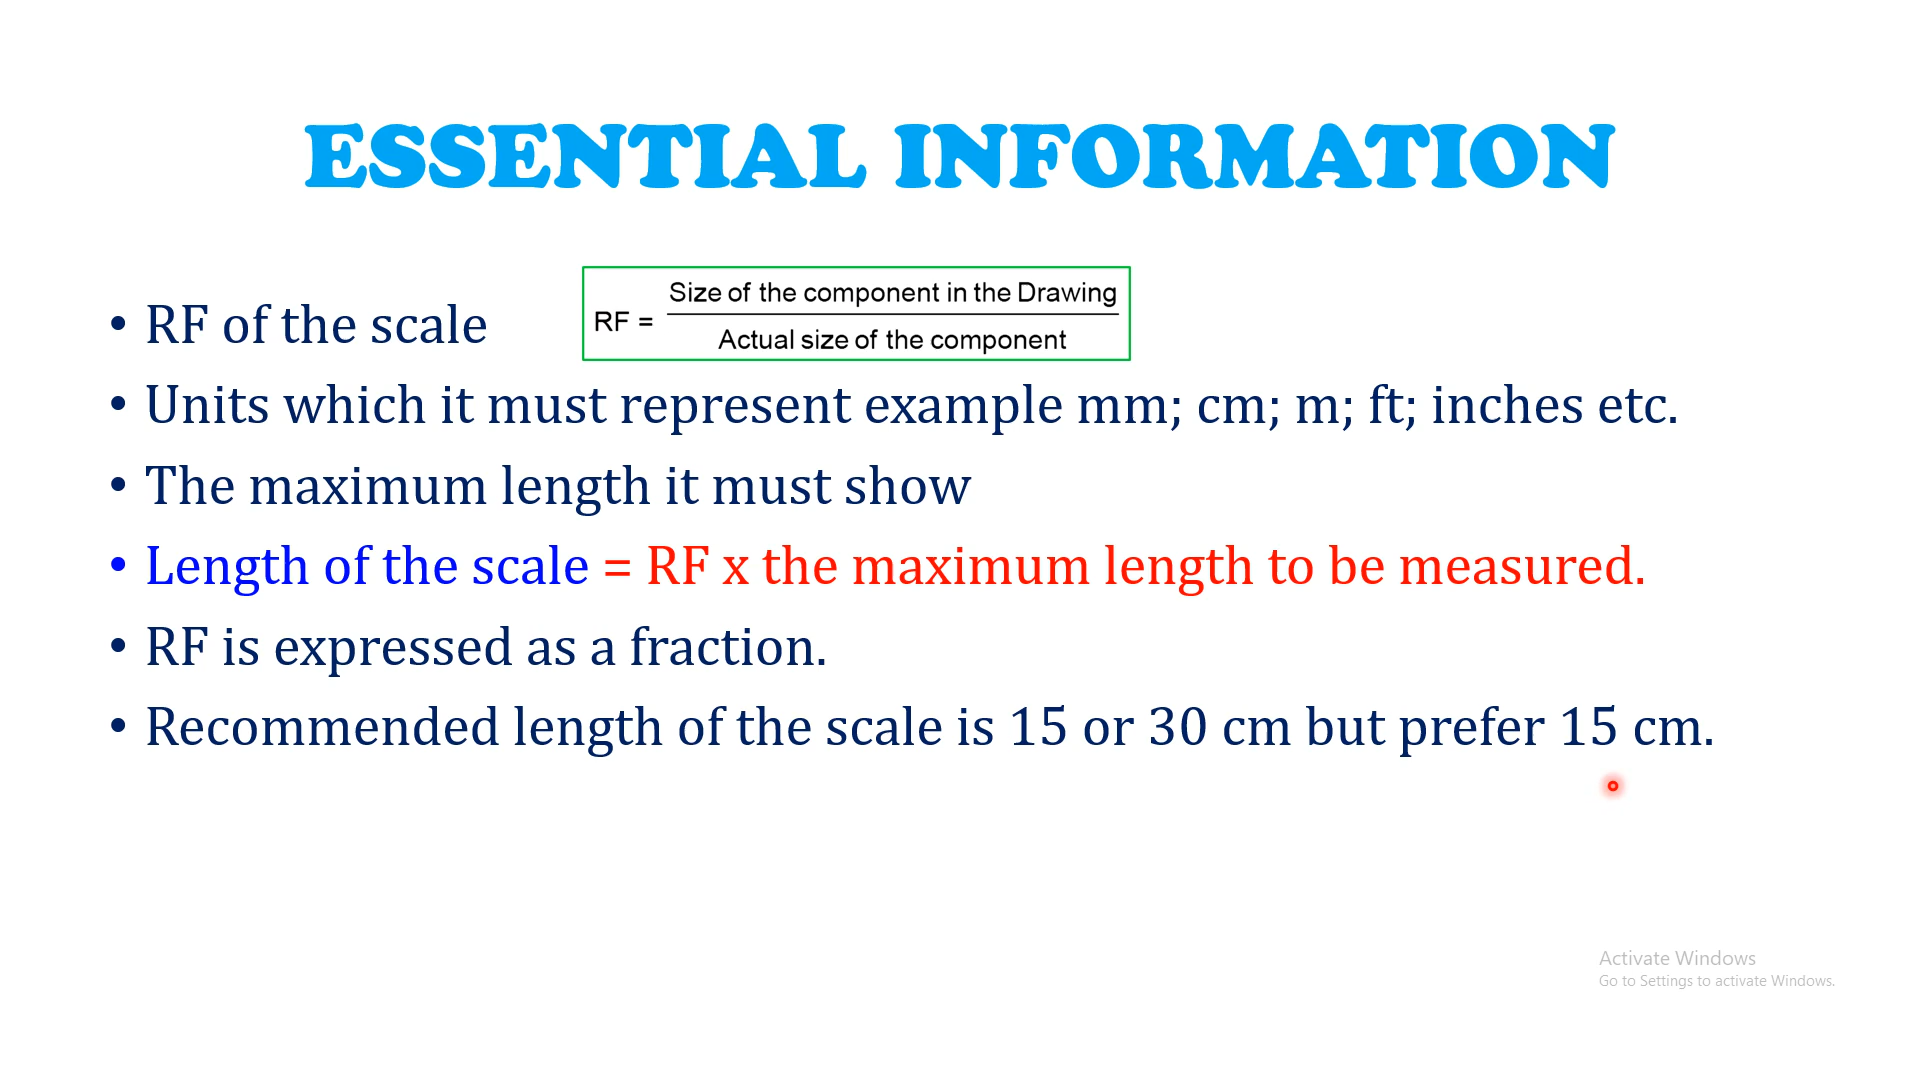 ESSENTIAL INFORMATION
• RF of the scale
RF = Size of the component in the Drawing
Actual size of the component
• Units which it must represent example mm; cm; m; ft; inches etc.
• The maximum length it must show
• Length of the scale = RF x the maximum length to be measured.
• RF is expressed as a fraction.
• Recommended length of the scale is 15 or 30 cm but prefer 15 cm.
Activate Windows
Go to Settings to activate Windows.